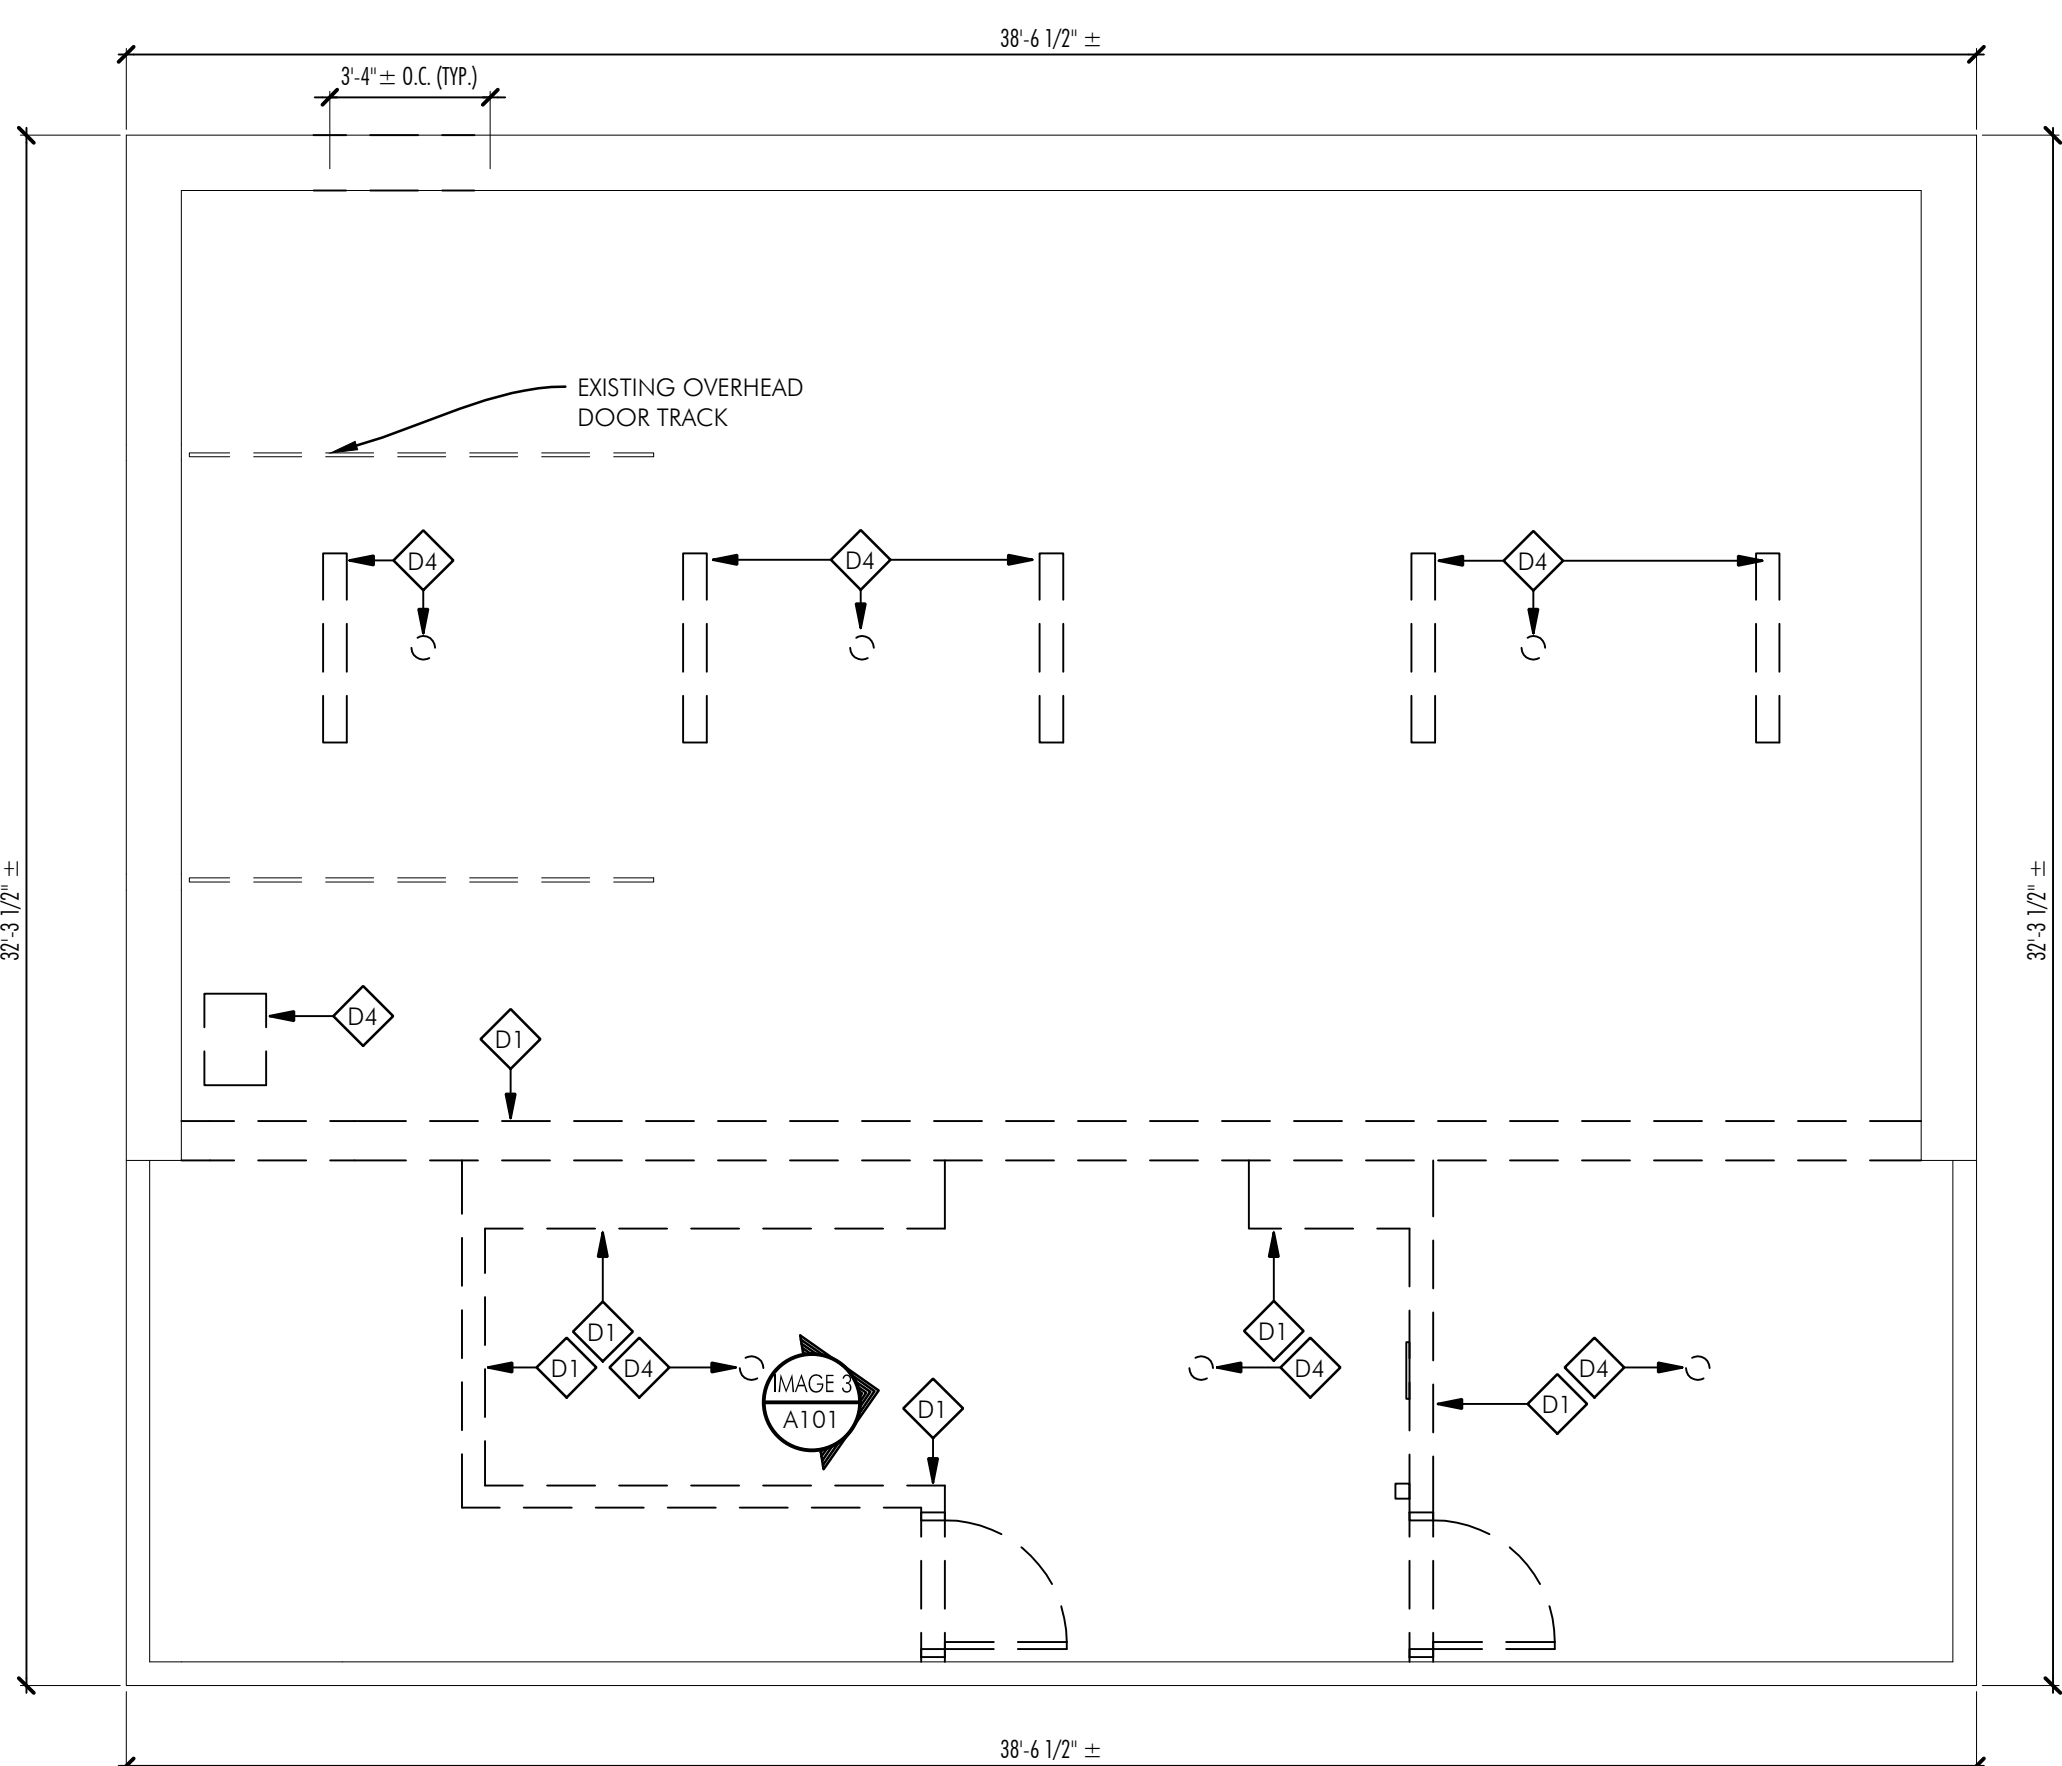 38'-6 1/2" ±
3'-4"± O.C. (TYP.)
EXISTING OVERHEAD
DOOR TRACK
D4
D4
D4
32'-3 1/2" ±
32'-3 1/2" ±
D4
D1
D1
D1
D4
IMAGE 3
A101
D1
D1
D4
D4
D1
38'-6 1/2" ±